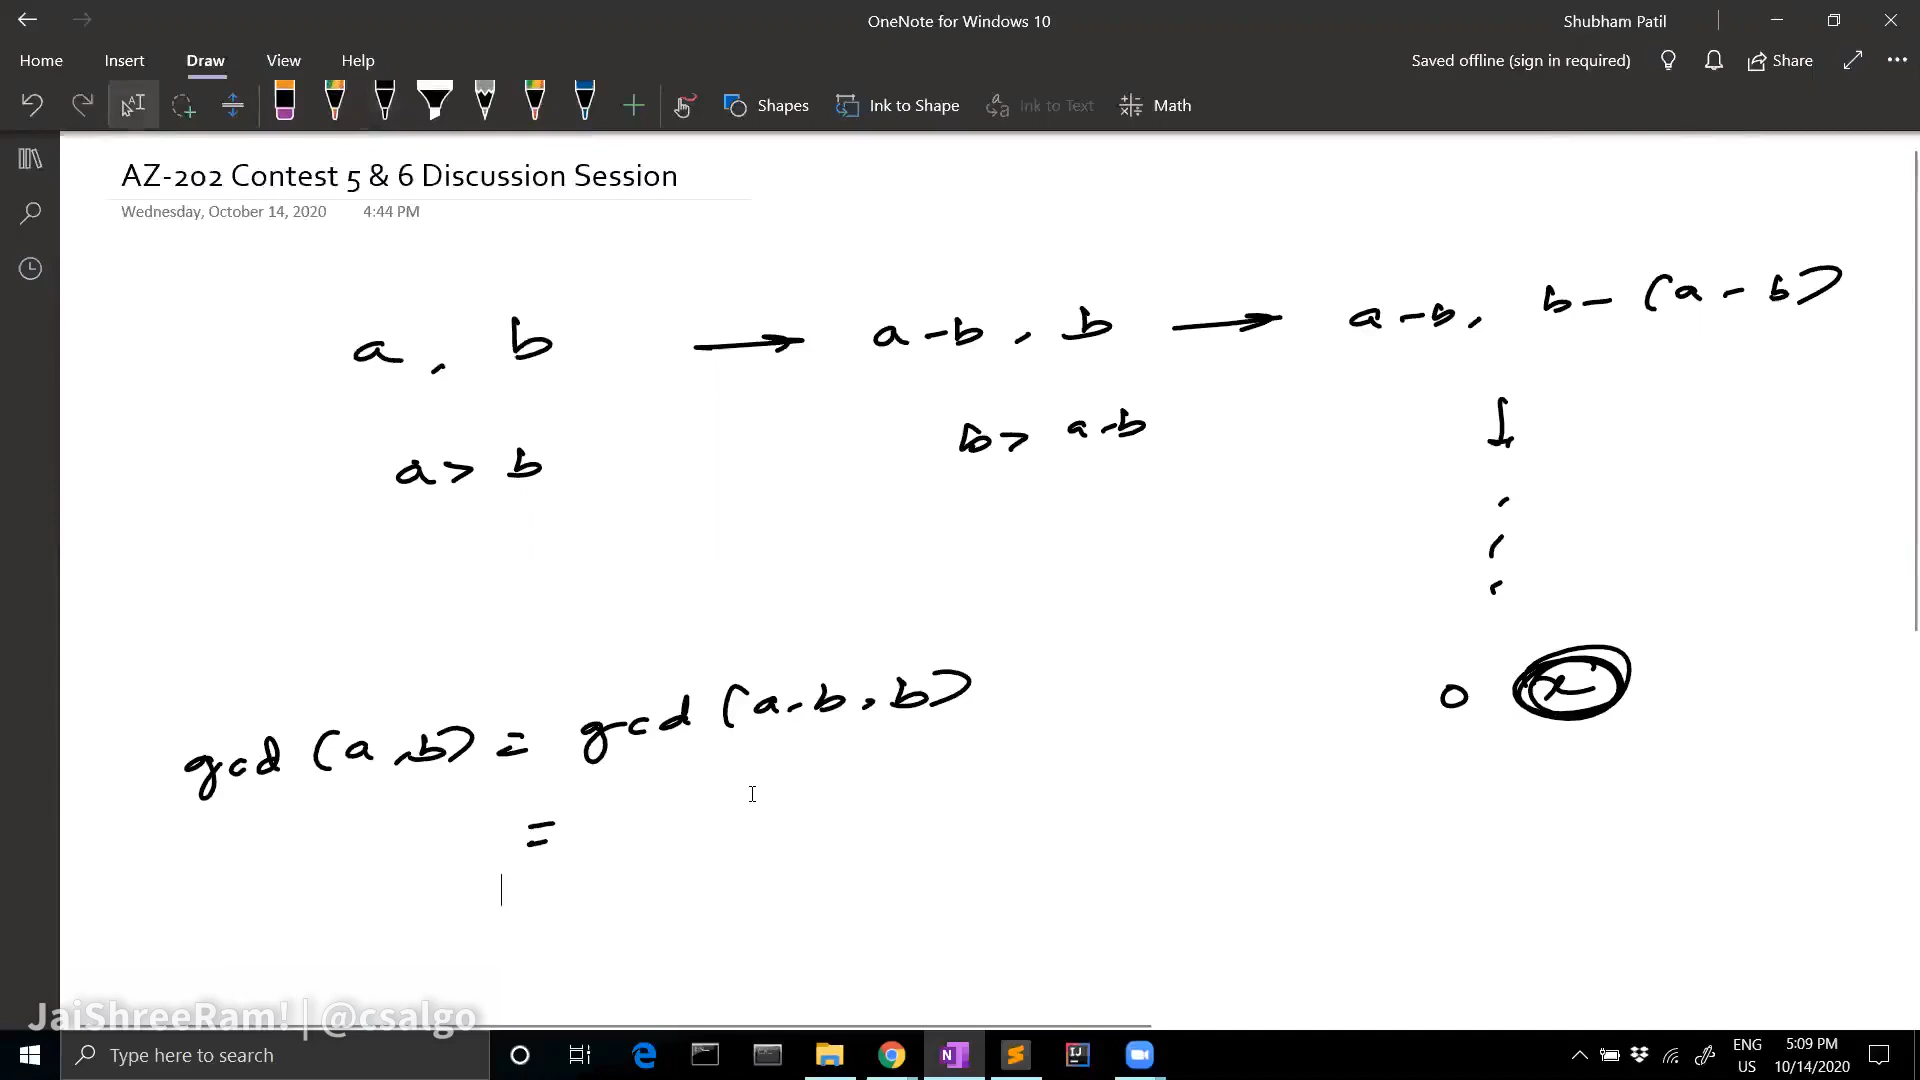 OneNote for Windows 10
Shubham Patil
Home Insert Draw View Help
Saved offline (sign in required)
Share
Shapes
Ink to Shape
Ink to Text
Math
AZ-202 Contest 5 & 6 Discussion Session
Wednesday, October 14, 2020 4:44 PM
a , b → a-b , b → a-b, b-(a-b)
a > b
b > a-b
0 x
gcd (a,b) = gcd (a-b, b)
=
JaiShreeRam! | @csalgo
Type here to search
ENG
US
5:09 PM
10/14/2020